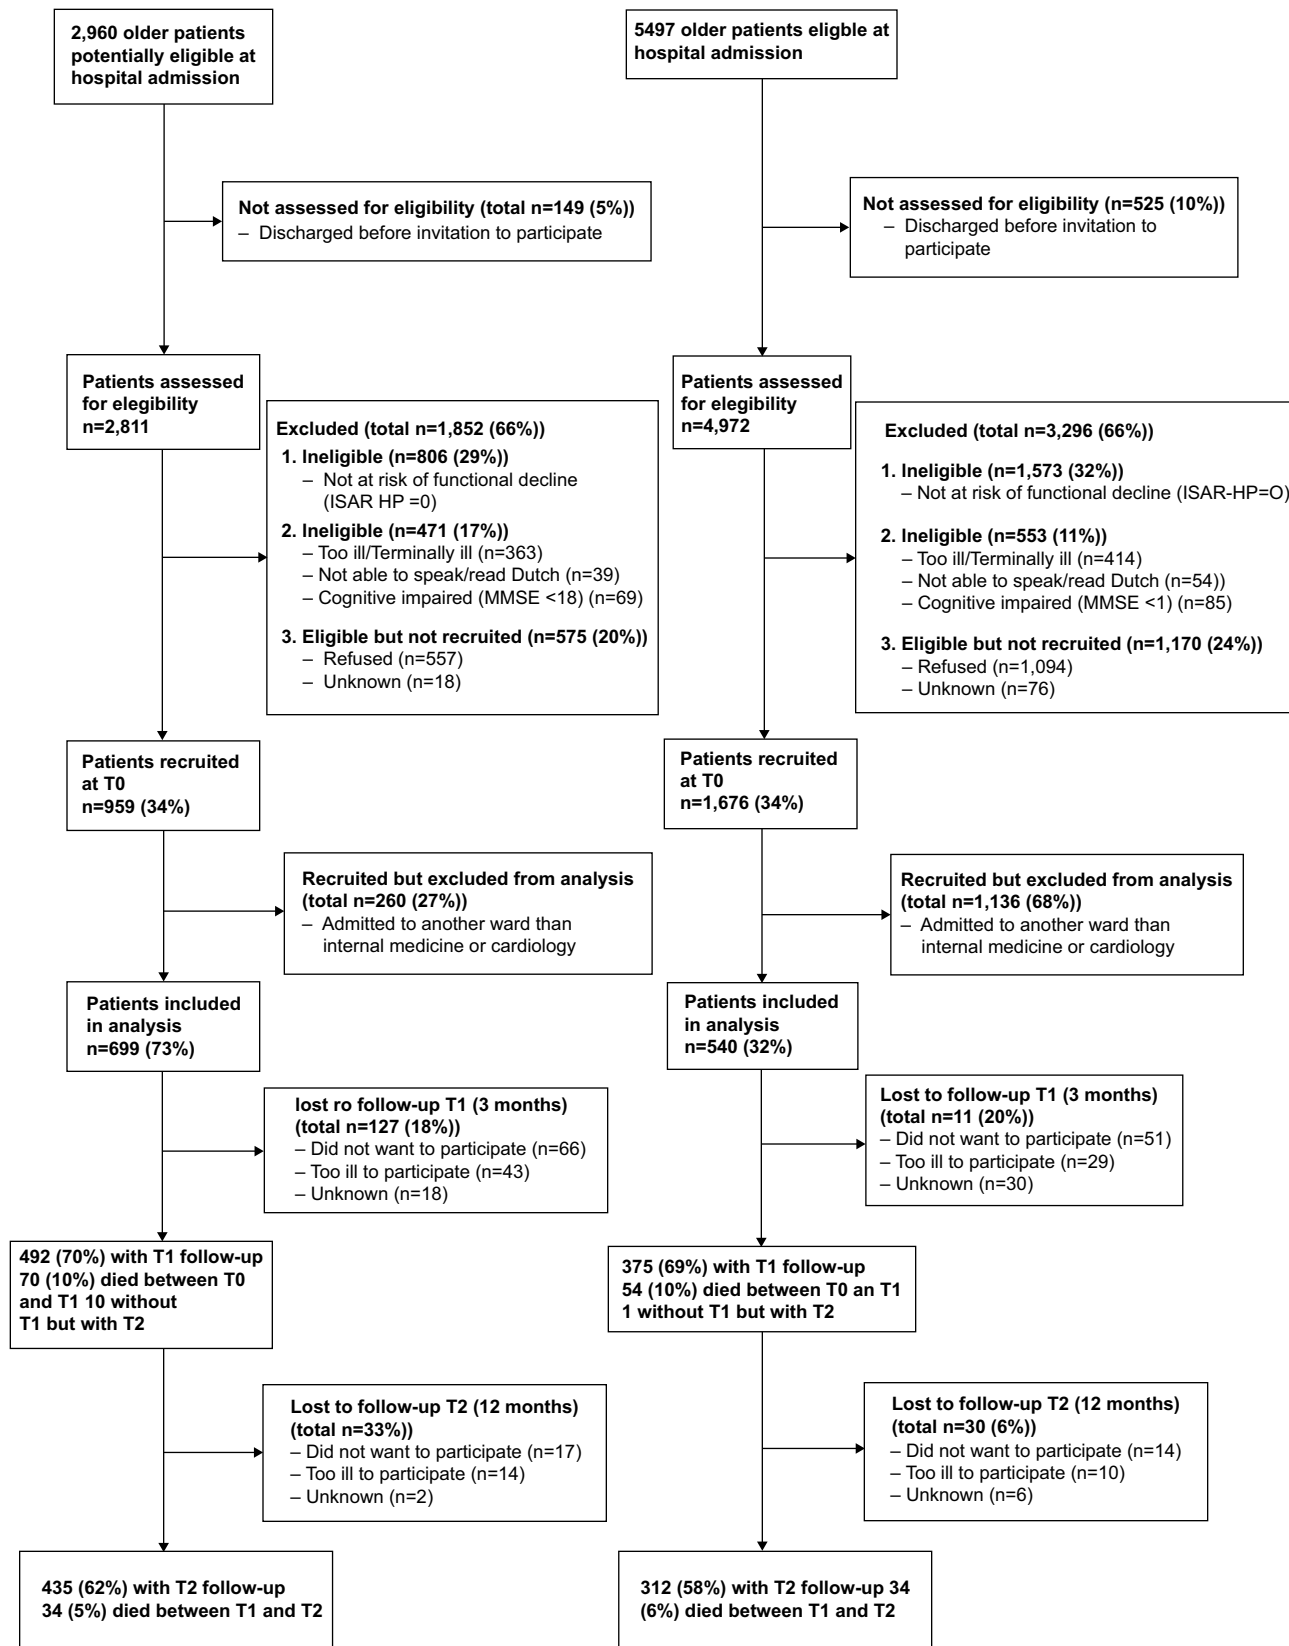 2,960 older patients
potentially eligible at
hospital admission
Not assessed for eligibility (total n=149 (5%))
– Discharged before invitation to participate
Patients assessed
for elegibility
n=2,811
Excluded (total n=1,852 (66%))
1. Ineligible (n=806 (29%))
– Not at risk of functional decline
(ISAR HP =0)
2. Ineligible (n=471 (17%))
– Too ill/Terminally ill (n=363)
– Not able to speak/read Dutch (n=39)
– Cognitive impaired (MMSE <18) (n=69)
3. Eligible but not recruited (n=575 (20%))
– Refused (n=557)
– Unknown (n=18)
Patients recruited
at T0
n=959 (34%)
Recruited but excluded from analysis
(total n=260 (27%))
– Admitted to another ward than
internal medicine or cardiology
Patients included
in analysis
n=699 (73%)
lost ro follow-up T1 (3 months)
(total n=127 (18%))
– Did not want to participate (n=66)
– Too ill to participate (n=43)
– Unknown (n=18)
492 (70%) with T1 follow-up
70 (10%) died between T0
and T1 10 without
T1 but with T2
Lost to follow-up T2 (12 months)
(total n=33%))
– Did not want to participate (n=17)
– Too ill to participate (n=14)
– Unknown (n=2)
435 (62%) with T2 follow-up
34 (5%) died between T1 and T2
5497 older patients eligble at
hospital admission
Not assessed for eligibility (n=525 (10%))
– Discharged before invitation to
participate
Patients assessed
for elegibility
n=4,972
Excluded (total n=3,296 (66%)
1. Ineligible (n=1,573 (32%)
– Not at risk of functional decline (ISAR-HP=O)
2. Ineligible (n=553 (11%)
– Too ill/Terminally ill (n=414)
– Not able to speak/read Dutch (n=54))
– Cognitive impaired (MMSE <1) (n=85)
3. Eligible but not recruited (n=1,170 (24%)
– Refused (n=1,094)
– Unknown (n=76)
Patients recruited
at T0
n=1,676 (34%)
Recruited but excluded from analysis
(total n=1,136 (68%))
– Admitted to another ward than
internal medicine or cardiology
Patients included
in analysis
n=540 (32%)
Lost to follow-up T1 (3 months)
(total n=11 (20%))
– Did not want to participate (n=51)
– Too ill to participate (n=29)
– Unknown (n=30)
375 (69%) with T1 follow-up
54 (10%) died between T0 an T1
1 without T1 but with T2
Lost to follow-up T2 (12 months)
(total n=30 (6%))
– Did not want to participate (n=14)
– Too ill to participate (n=10)
– Unknown (n=6)
312 (58%) with T2 follow-up 34
(6%) died between T1 and T2